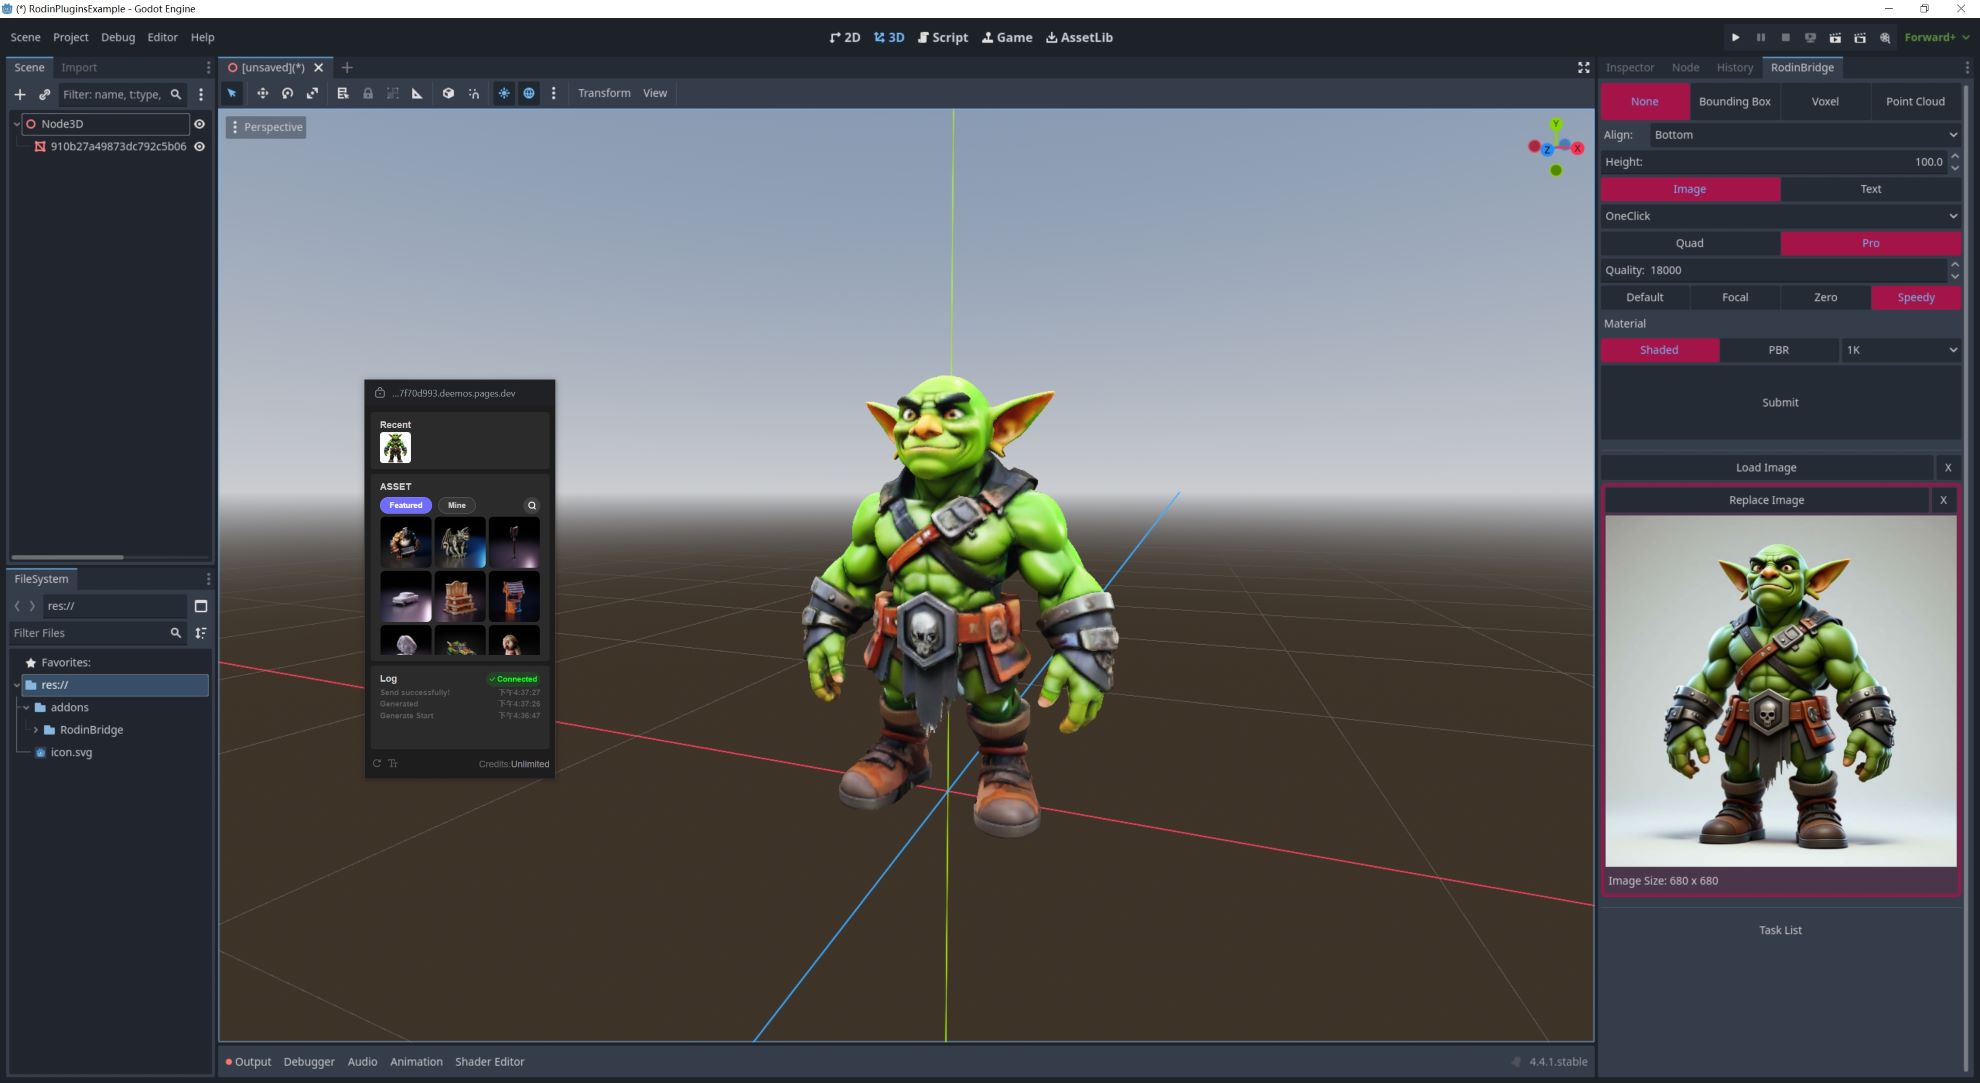 (*) RodinPluginsExample - Godot Engine
Scene Project Debug Editor Help
2D 3D Script Game AssetLib
Forward+
Scene Import
Filter: name, t:type,
Node3D
910b27a49873dc792c5b06
FileSystem
res://
Filter Files
Favorites:
res://
addons
RodinBridge
icon.svg
[unsaved](*)
Transform View
Perspective
Y
Z
X
...7f70d993.deemos.pages.dev
Recent
ASSET
Featured Mine
Log
Connected
Send successfully! 下午4:37:27
Generated 下午4:37:26
Generate Start 下午4:36:47
Tr
Credits:Unlimited
Output Debugger Audio Animation Shader Editor
4.4.1.stable
Inspector Node History RodinBridge
None Bounding Box Voxel Point Cloud
Align: Bottom
Height: 100.0
Image Text
OneClick
Quad Pro
Quality: 18000
Default Focal Zero Speedy
Material
Shaded PBR 1K
Submit
Load Image X
Replace Image X
Image Size: 680 x 680
Task List